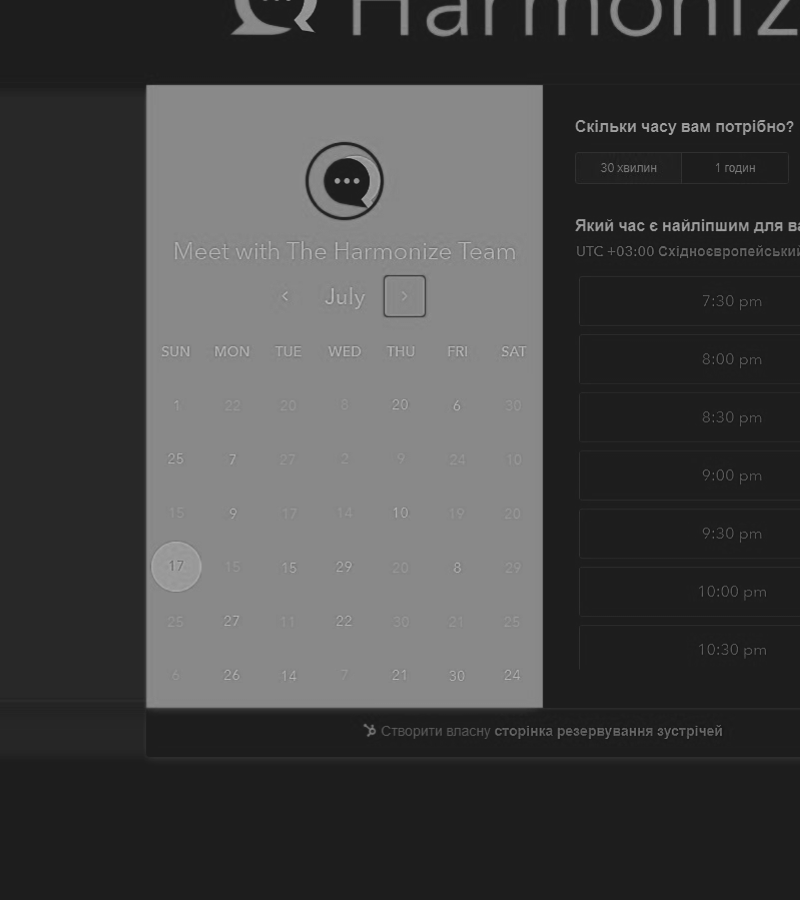 Harmoniz
Meet with The Harmonize Team
July
SUN MON TUE WED THU FRI SAT
1 22 20 8 20 6 30
25 7 27 2 9 24 10
15 9 17 14 10 19 20
17 15 15 29 20 8 29
25 27 11 22 30 21 25
6 26 14 7 21 30 24
Скільки часу вам потрібно?
30 хвилин 1 годин
Який час є найліпшим для ва
UTC +03:00 Східноєвропейський
7:30 pm
8:00 pm
8:30 pm
9:00 pm
9:30 pm
10:00 pm
10:30 pm
Створити власну сторінка резервування зустрічей